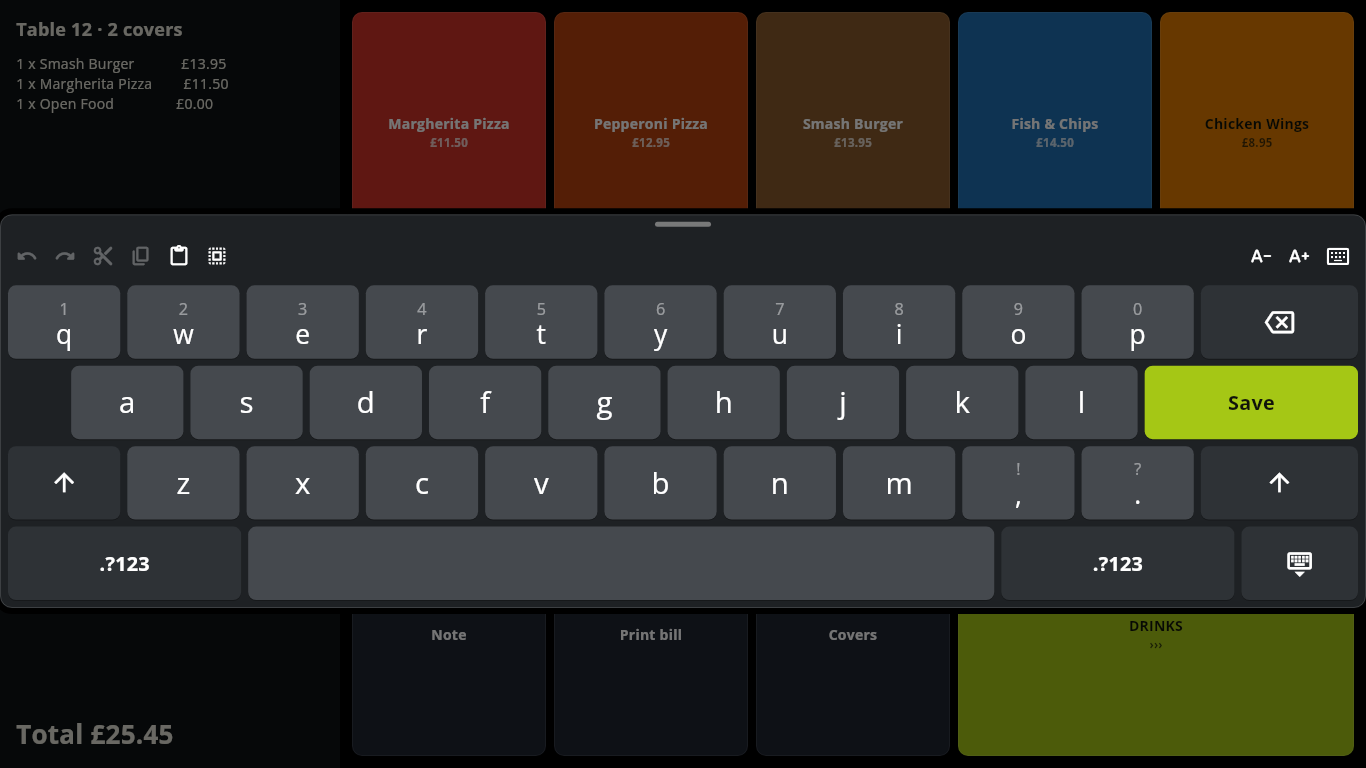 Table 12 · 2 covers
1 x Smash Burger £13.95
1 x Margherita Pizza £11.50
1 x Open Food £0.00
Margherita Pizza
£11.50
Pepperoni Pizza
£12.95
Smash Burger
£13.95
Fish & Chips
£14.50
Chicken Wings
£8.95
A- A+
1 2 3 4 5 6 7 8 9 0
q w e r t y u i o p
a s d f g h j k l Save
! ?
z x c v b n m , .
.?123 .?123
Note
Print bill
Covers
DRINKS
›››
Total £25.45